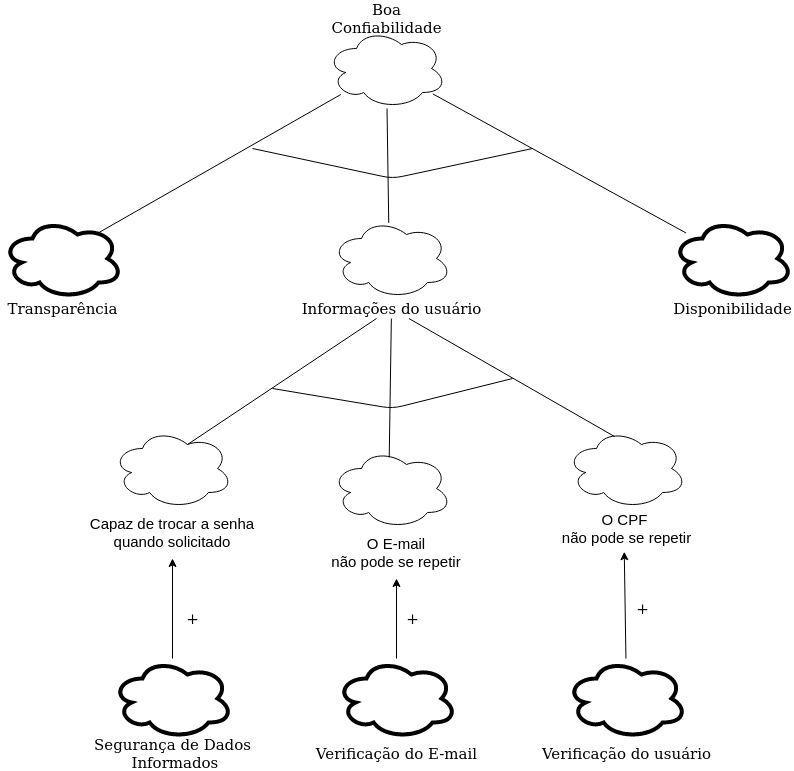 Boa
Confiabilidade
Transparência
Informações do usuário
Disponibilidade
Capaz de trocar a senha
quando solicitado
O E-mail
não pode se repetir
O CPF
não pode se repetir
+
+
+
Segurança de Dados
Informados
Verificação do E-mail
Verificação do usuário